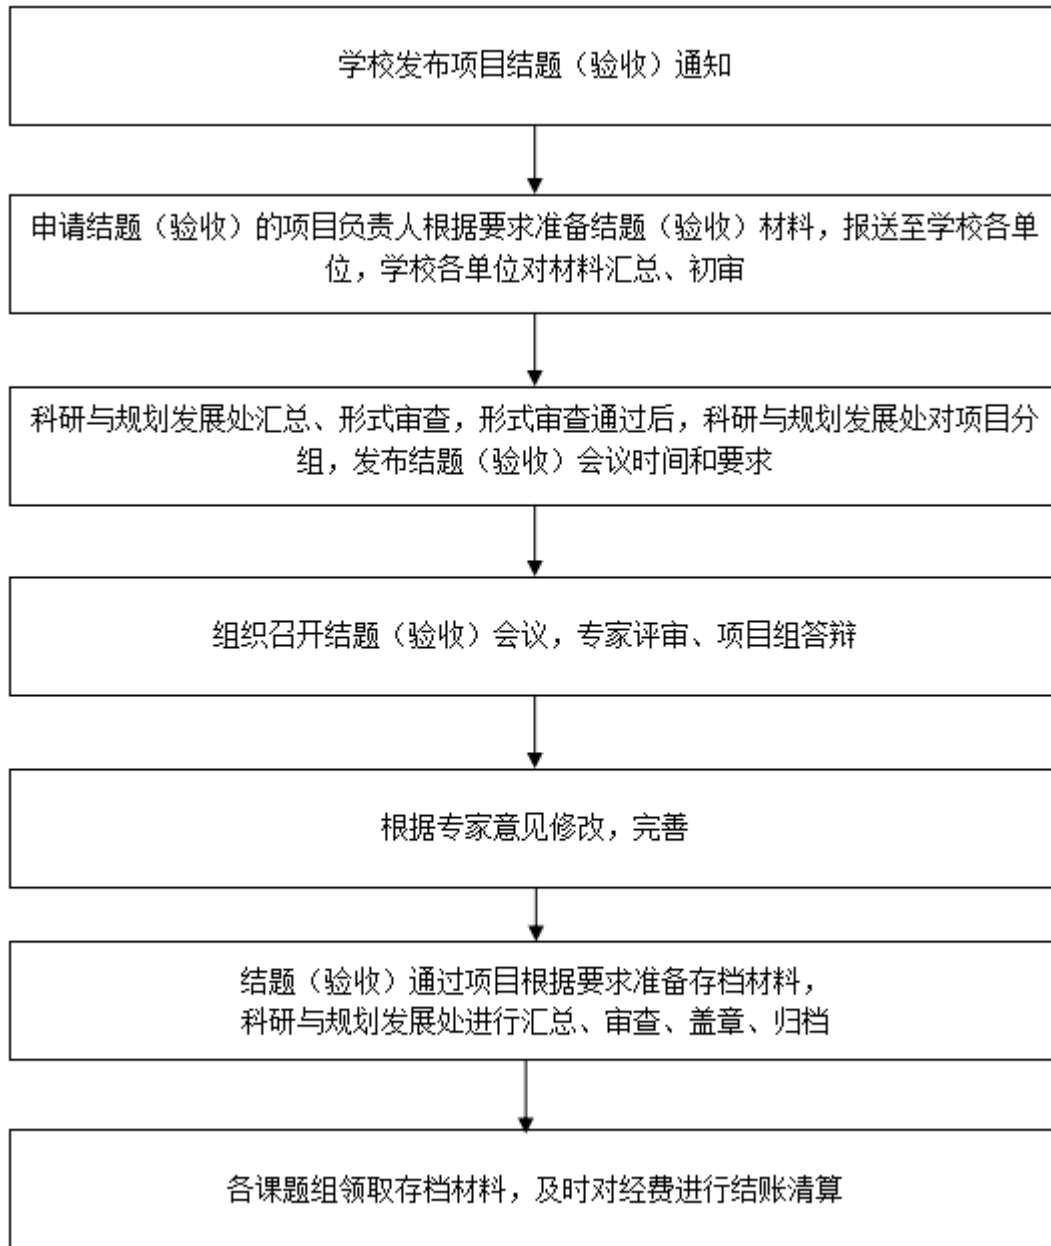 学校发布项目结题（验收）通知
申请结题（验收）的项目负责人根据要求准备结题（验收）材料，报送至学校各单
位，学校各单位对材料汇总、初审
科研与规划发展处汇总、形式审查，形式审查通过后，科研与规划发展处对项目分
组，发布结题（验收）会议时间和要求
组织召开结题（验收）会议，专家评审、项目组答辩
根据专家意见修改，完善
结题（验收）通过项目根据要求准备存档材料，
科研与规划发展处进行汇总、审查、盖章、归档
各课题组领取存档材料，及时对经费进行结账清算